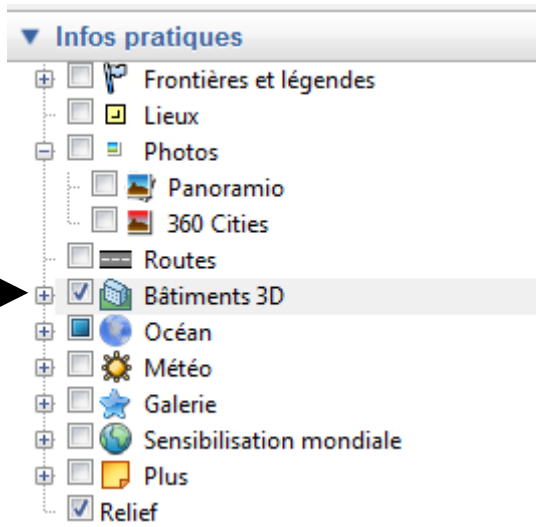 Infos pratiques
Frontières et légendes
Lieux
Photos
Panoramio
360 Cities
Routes
Bâtiments 3D
Océan
Météo
Galerie
Sensibilisation mondiale
Plus
Relief